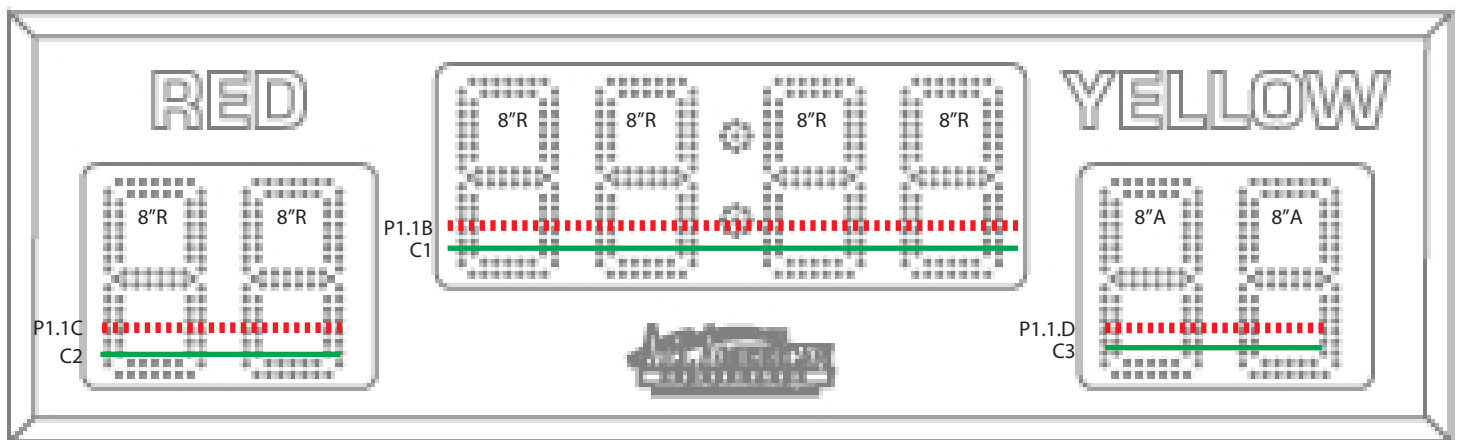 RED
YELLOW
8"R 8"R 8"R 8"R
8"R 8"R
8"A 8"A
P1.1B
C1
P1.1C
C2
P1.1.D
C3